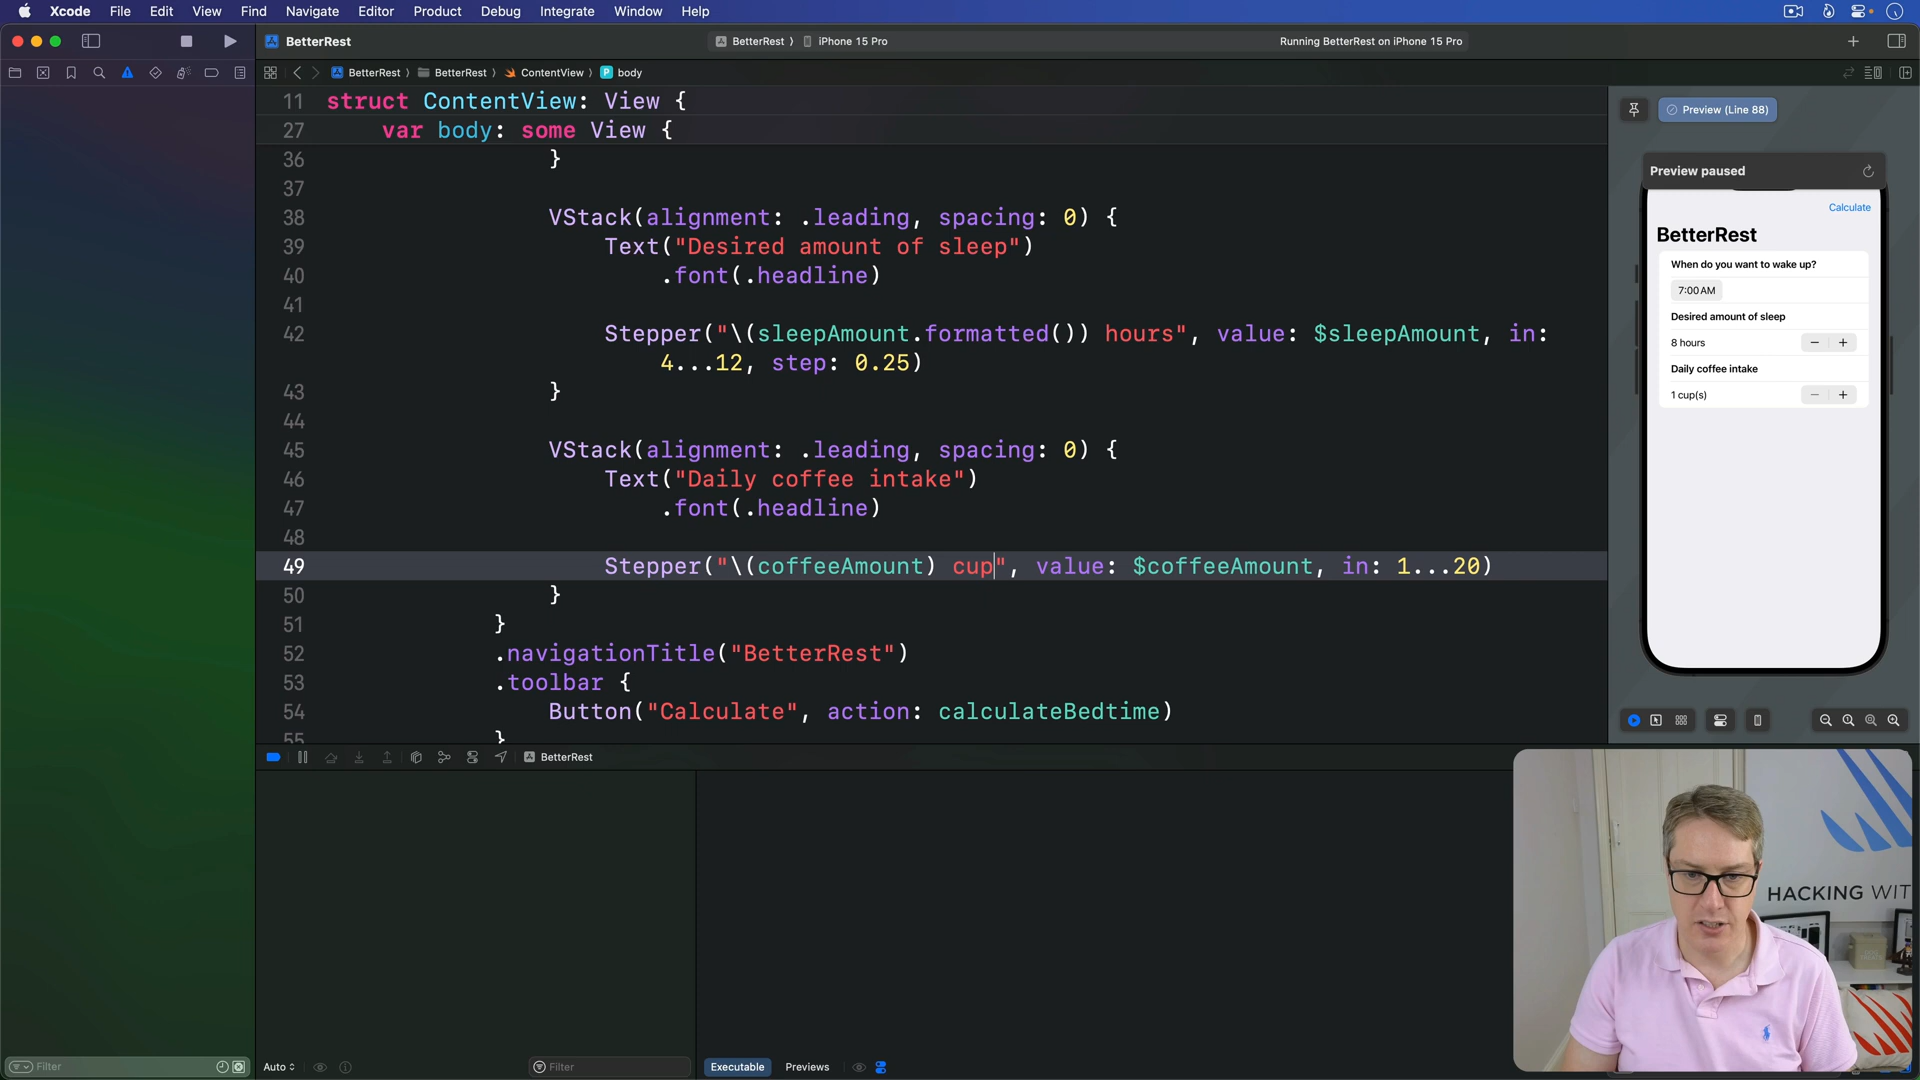 Xcode File Edit View Find Navigate Editor Product Debug Integrate Window Help
BetterRest
BetterRest 〉 iPhone 15 Pro
Running BetterRest on iPhone 15 Pro
BetterRest 〉 BetterRest 〉 ContentView 〉 P body
11 struct ContentView: View {
27 var body: some View {
36 }
37
38 VStack(alignment: .leading, spacing: 0) {
39 Text("Desired amount of sleep")
40 .font(.headline)
41
42 Stepper("\(sleepAmount.formatted()) hours", value: $sleepAmount, in:
4...12, step: 0.25)
43 }
44
45 VStack(alignment: .leading, spacing: 0) {
46 Text("Daily coffee intake")
47 .font(.headline)
48
49 Stepper("\(coffeeAmount) cup", value: $coffeeAmount, in: 1...20)
50 }
51 }
52 .navigationTitle("BetterRest")
53 .toolbar {
54 Button("Calculate", action: calculateBedtime)
55 }
Preview (Line 88)
Preview paused
Calculate
BetterRest
When do you want to wake up?
7:00 AM
Desired amount of sleep
8 hours
− +
Daily coffee intake
1 cup(s)
− +
BetterRest
HACKING WIT
Filter
Auto
Filter
Executable Previews